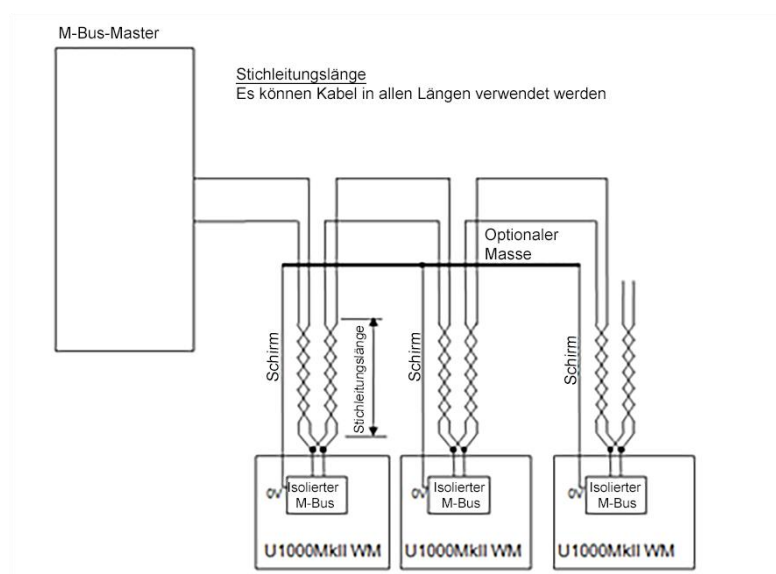 M-Bus-Master
Stichleitungslänge
Es können Kabel in allen Längen verwendet werden
Optionaler
Masse
Schirm
Stichleitungslänge
Schirm
Schirm
0V
Isolierter
M-Bus
0V
Isolierter
M-Bus
0V
Isolierter
M-Bus
U1000MkII WM
U1000MkII WM
U1000MkII WM